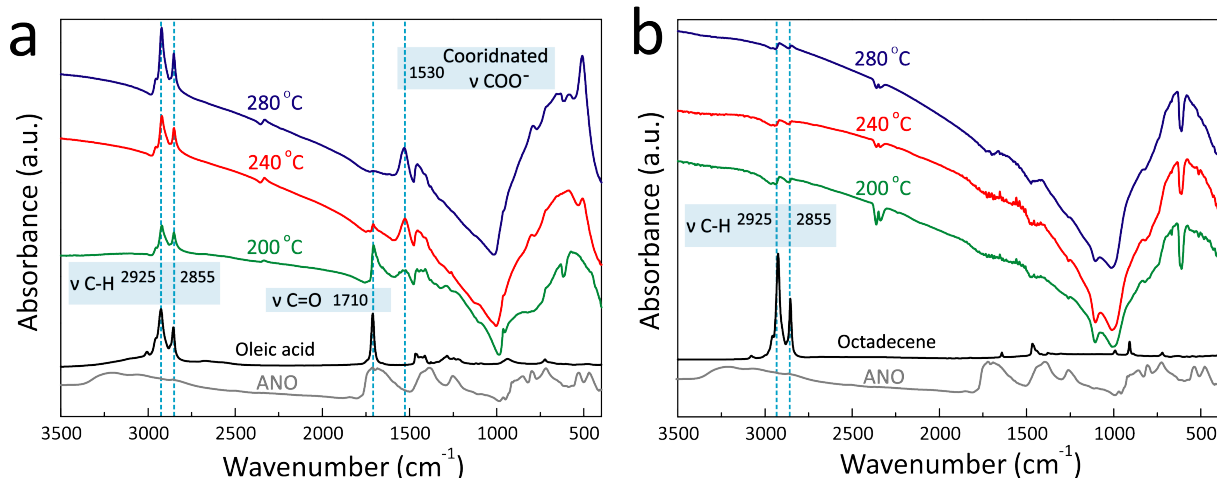 a
Absorbance (a.u.)
280 °C
240 °C
200 °C
1530 Cooridnated
ν COO⁻
ν C-H 2925 2855
ν C=O 1710
Oleic acid
ANO
3500 3000 2500 2000 1500 1000 500
Wavenumber (cm⁻¹)
b
Absorbance (a.u.)
280 °C
240 °C
200 °C
ν C-H 2925 2855
Octadecene
ANO
3500 3000 2500 2000 1500 1000 500
Wavenumber (cm⁻¹)